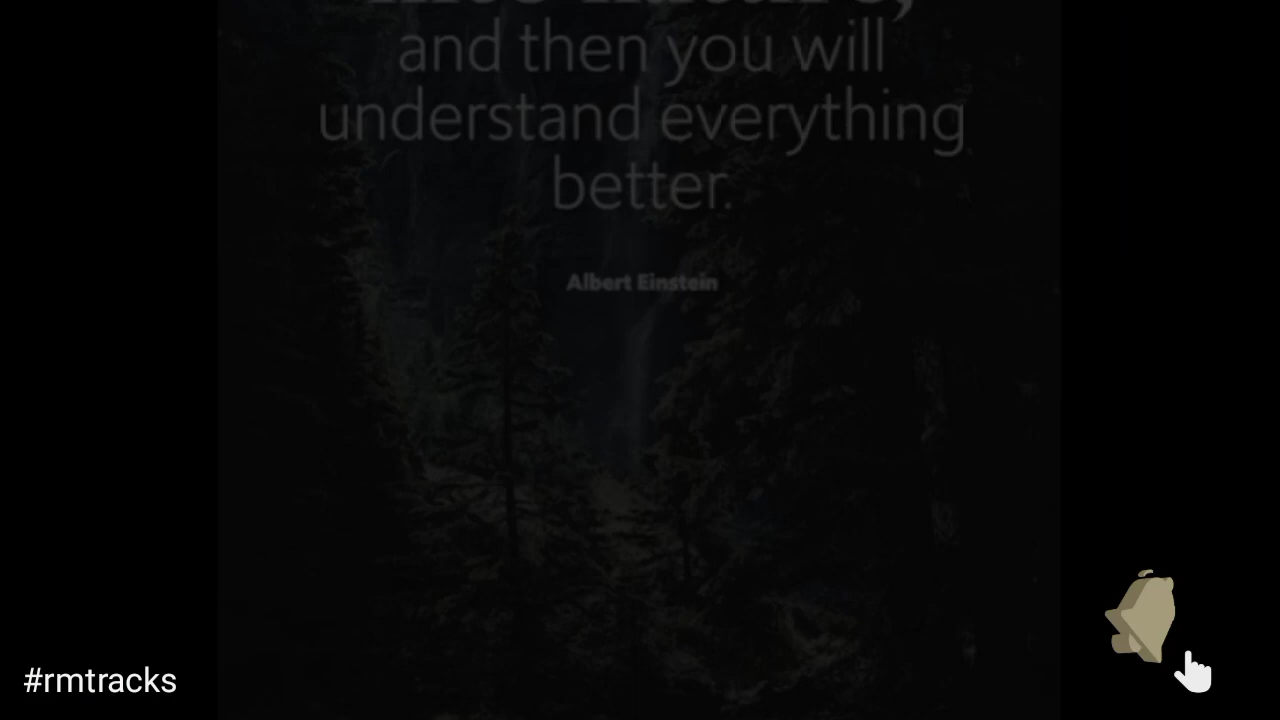 and then you will
understand everything
better.
Albert Einstein
#rmtracks